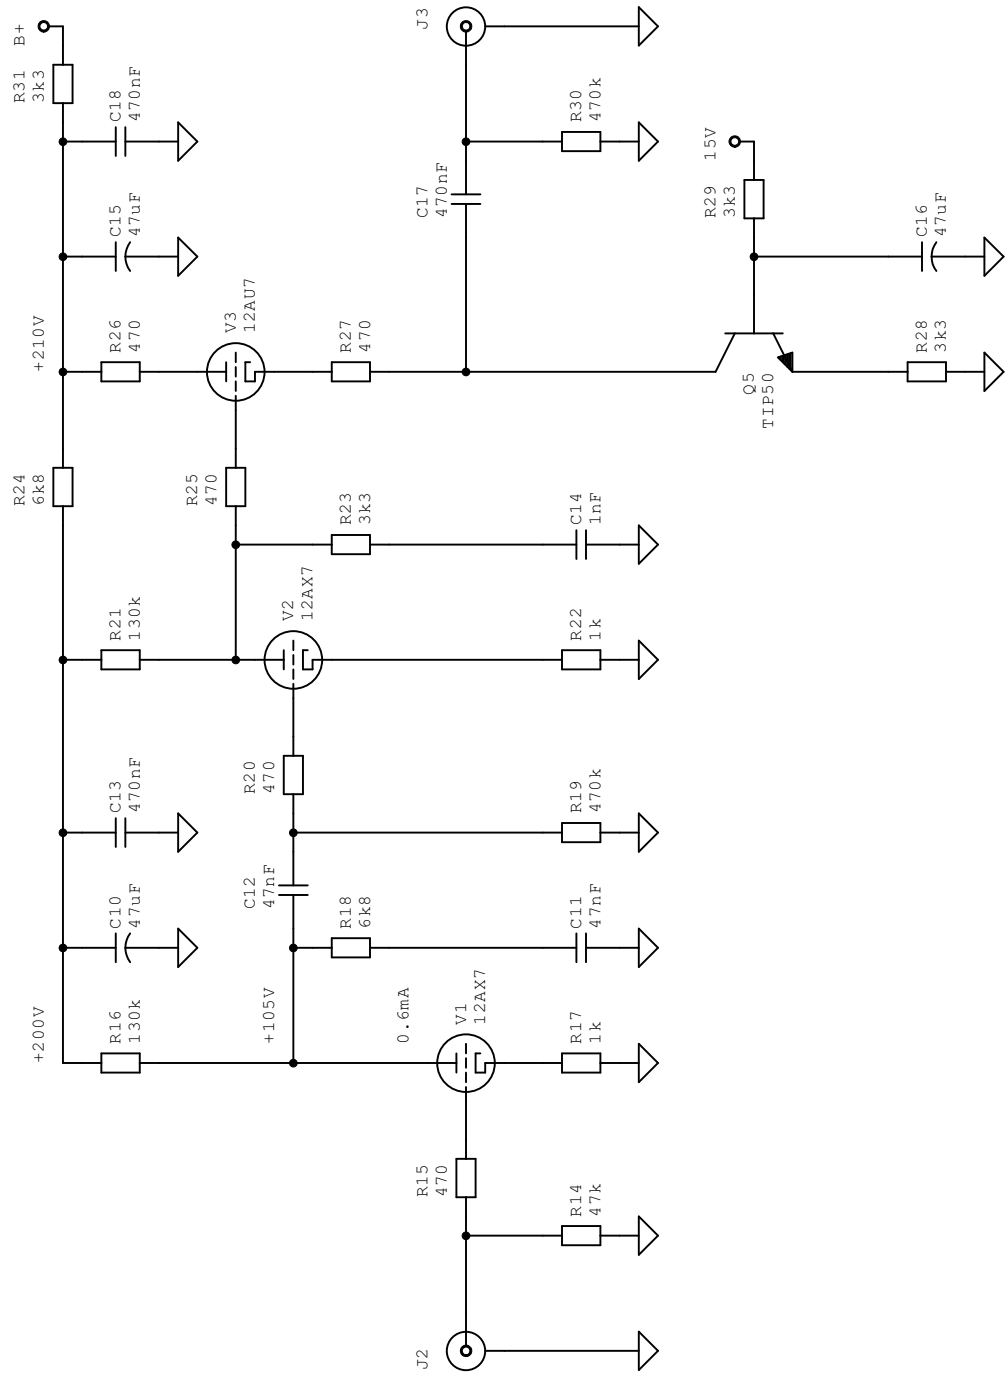 J2
R14
47k
R15
470
+200V
R16
130k
+105V
0.6mA
V1
12AX7
R17
1k
C10
47uF
R18
6k8
C11
47nF
C12
47nF
C13
470nF
R19
470k
R20
470
R21
130k
V2
12AX7
R22
1k
R23
3k3
C14
1nF
R24
6k8
R25
470
+210V
R26
470
V3
12AU7
R27
470
Q5
TIP50
R28
3k3
C15
47uF
C17
470nF
R29
3k3
C16
47uF
15V
C18
470nF
R30
470k
R31
3k3
B+
J3